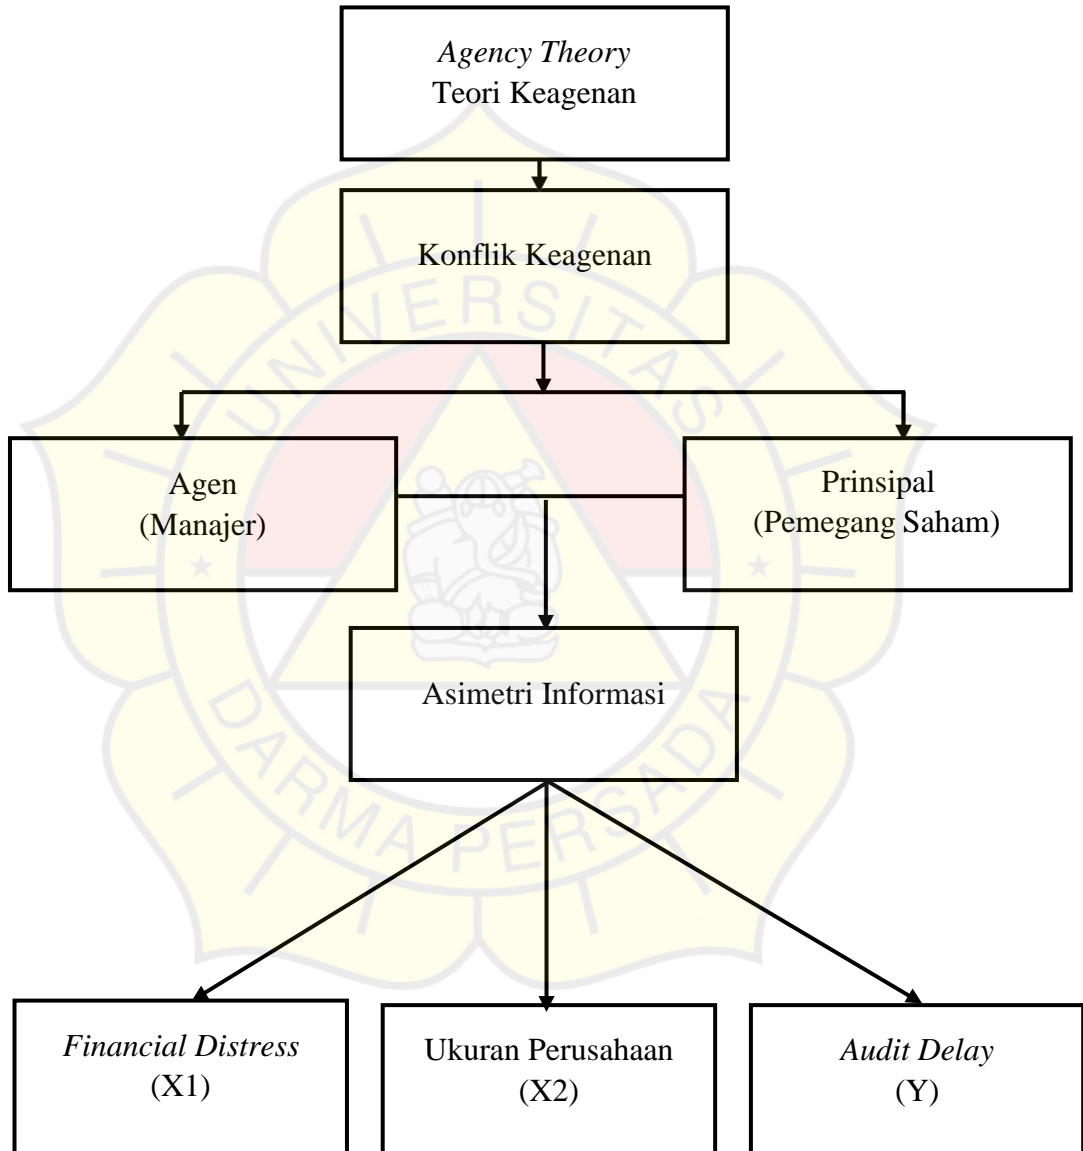 Agency Theory
Teori Keagenan
Konflik Keagenan
UNIVERSITAS
Agen
(Manajer)
Prinsipal
(Pemegang Saham)
Asimetri Informasi
DARMA PERSADA
Financial Distress
(X1)
Ukuran Perusahaan
(X2)
Audit Delay
(Y)